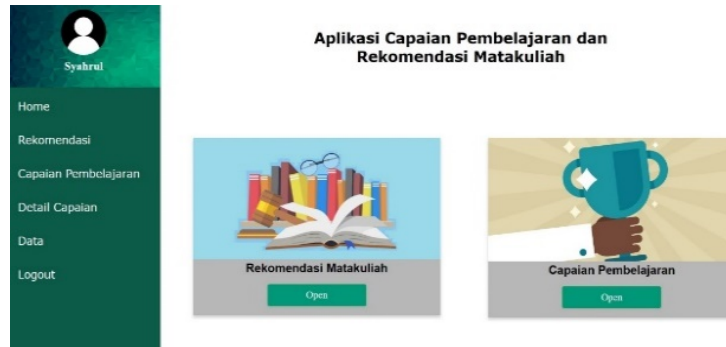 Syahrul
Home
Rekomendasi
Capaian Pembelajaran
Detail Capaian
Data
Logout
Aplikasi Capaian Pembelajaran dan
Rekomendasi Matakuliah
Rekomendasi Matakuliah
Open
Capaian Pembelajaran
Open